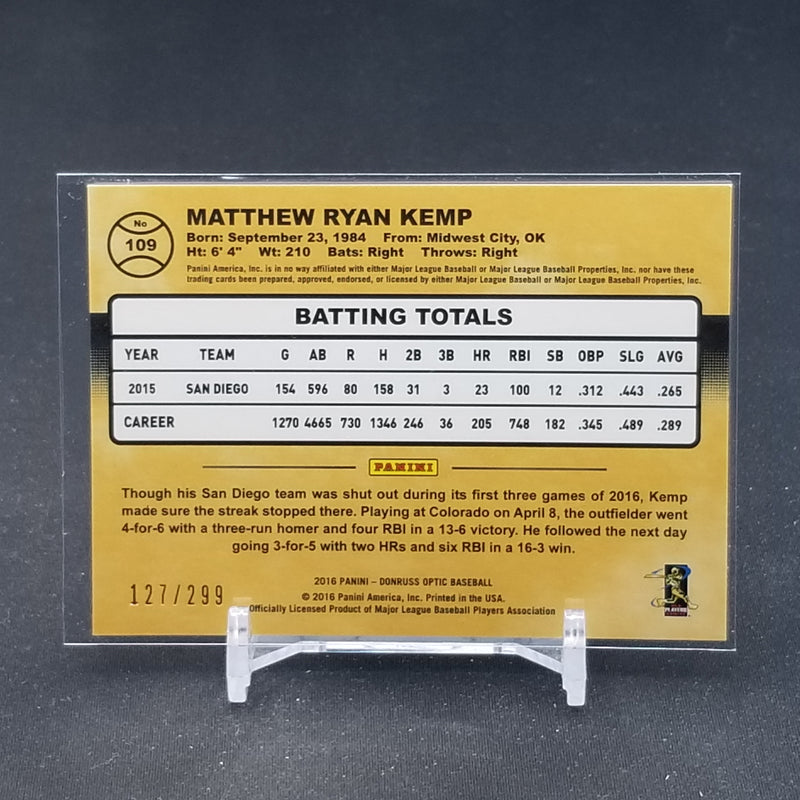 No
109
MATTHEW RYAN KEMP
Born: September 23, 1984 From: Midwest City, OK
Ht: 6' 4" Wt: 210 Bats: Right Throws: Right
Panini America, Inc. is in no way affiliated with either Major League Baseball or Major League Baseball Properties, Inc. nor have these
trading cards been prepared, approved, endorsed, or licensed by either Major League Baseball or Major League Baseball Properties, Inc.
BATTING TOTALS
YEAR TEAM G AB R H 2B 3B HR RBI SB OBP SLG AVG
2015 SAN DIEGO 154 596 80 158 31 3 23 100 12 .312 .443 .265
CAREER 1270 4665 730 1346 246 36 205 748 182 .345 .489 .289
PANINI
Though his San Diego team was shut out during its first three games of 2016, Kemp
made sure the streak stopped there. Playing at Colorado on April 8, the outfielder went
4-for-6 with a three-run homer and four RBI in a 13-6 victory. He followed the next day
going 3-for-5 with two HRs and six RBI in a 16-3 win.
127/299
2016 PANINI – DONRUSS OPTIC BASEBALL
© 2016 Panini America, Inc. Printed in the USA.
Officially Licensed Product of Major League Baseball Players Association
PLAYERS